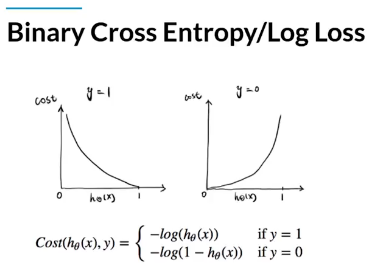 Binary Cross Entropy/Log Loss
cost y=1
0 hθ(x) 1
cost y=0
0 hθ(x) 1
Cost(hθ(x), y) = { −log(hθ(x)) if y = 1
−log(1 − hθ(x)) if y = 0